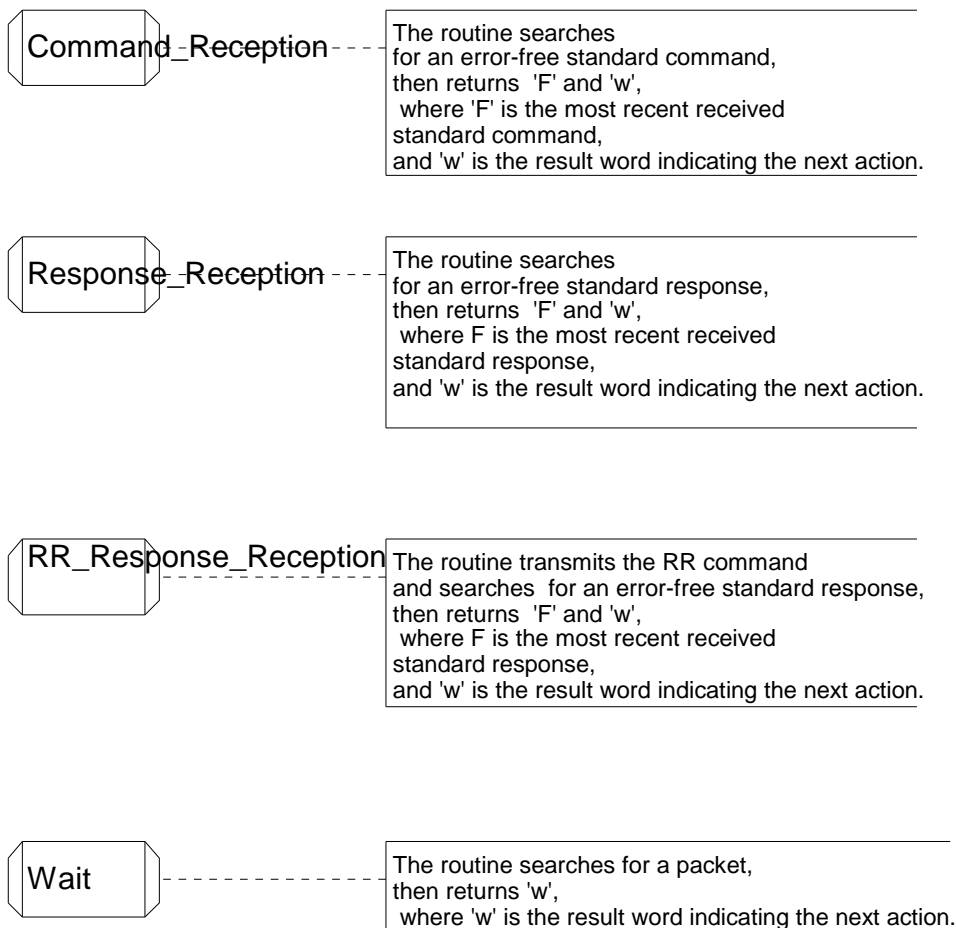 Command_Reception
The routine searches
for an error-free standard command,
then returns  'F' and 'w',
where 'F' is the most recent received
standard command,
and 'w' is the result word indicating the next action.
Response_Reception
The routine searches
for an error-free standard response,
then returns  'F' and 'w',
where F is the most recent received
standard response,
and 'w' is the result word indicating the next action.
RR_Response_Reception
The routine transmits the RR command
and searches  for an error-free standard response,
then returns  'F' and 'w',
where F is the most recent received
standard response,
and 'w' is the result word indicating the next action.
Wait
The routine searches for a packet,
then returns 'w',
where 'w' is the result word indicating the next action.